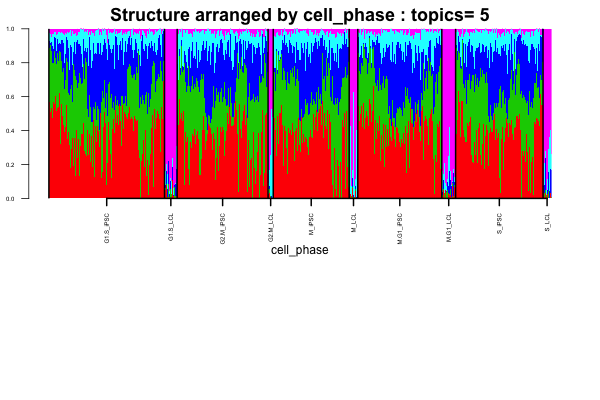 Structure arranged by cell_phase : topics= 5
1.0
0.8
0.6
0.4
0.2
0.0
G1.S_iPSC
G1.S_LCL
G2.M_iPSC
G2.M_LCL
M_iPSC
M_LCL
M.G1_iPSC
M.G1_LCL
S_iPSC
S_LCL
cell_phase